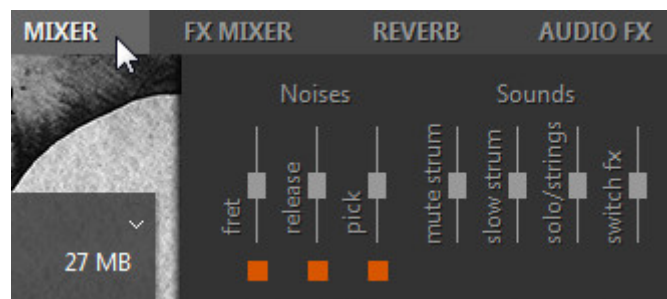 MIXER FX MIXER REVERB AUDIO FX
Noises Sounds
fret release pick mute strum slow strum solo/strings switch fx
27 MB